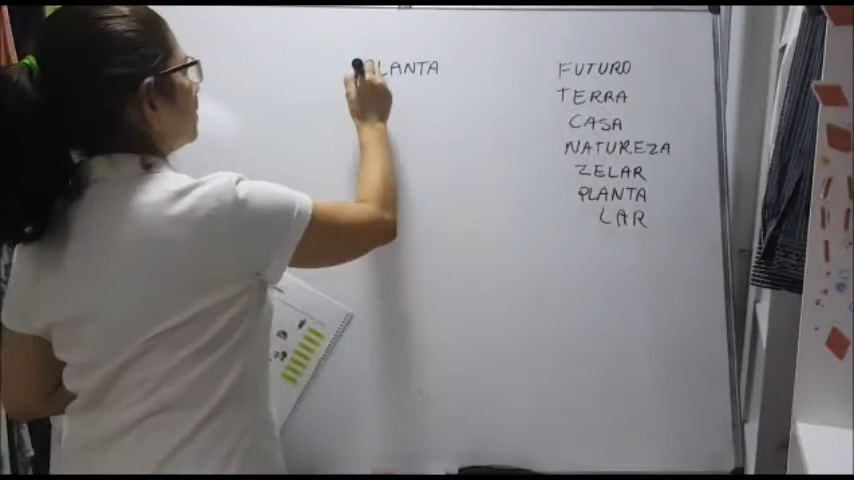 PLANTA
FUTURO
TERRA
CASA
NATUREZA
ZELAR
PLANTA
LAR